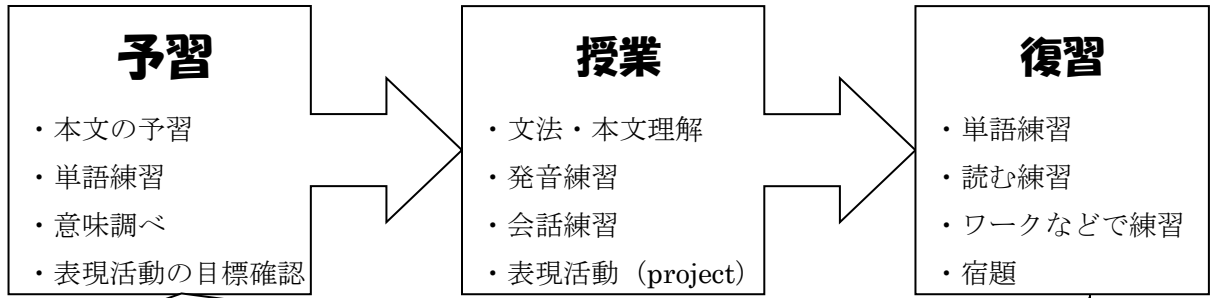 予習
・本文の予習
・単語練習
・意味調べ
・表現活動の目標確認
授業
・文法・本文理解
・発音練習
・会話練習
・表現活動（project）
復習
・単語練習
・読む練習
・ワークなどで練習
・宿題